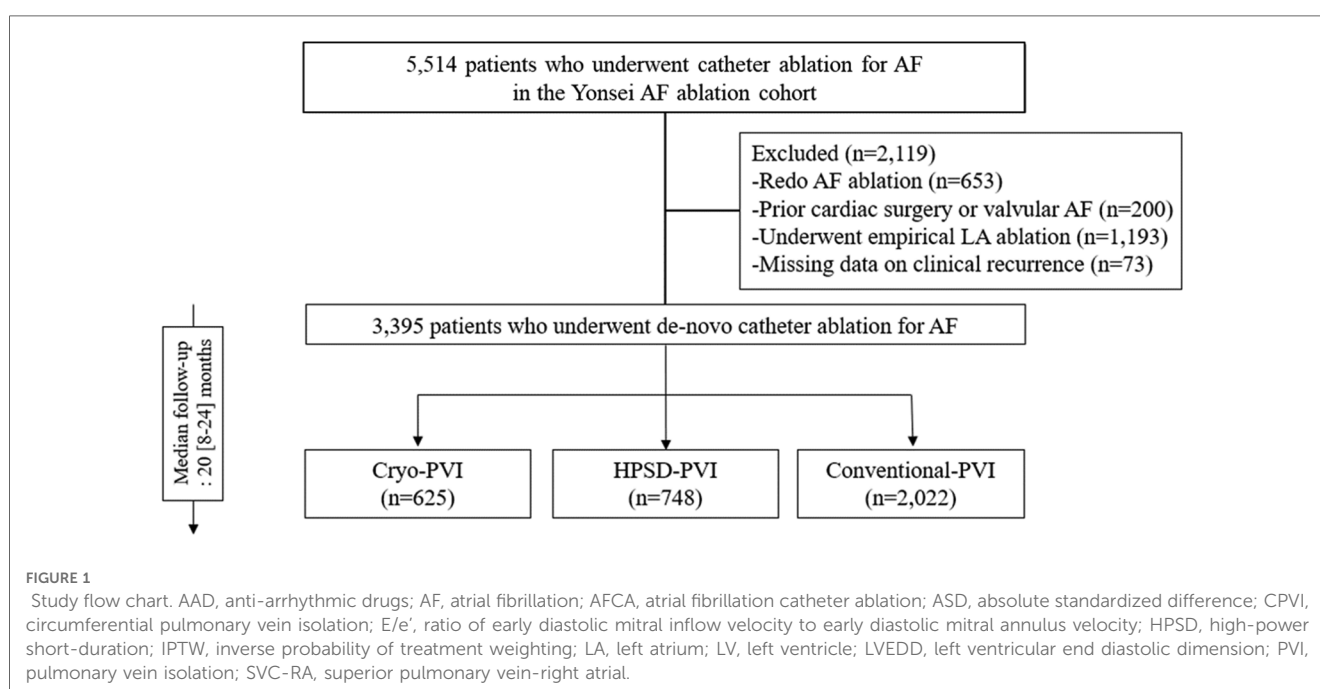 5,514 patients who underwent catheter ablation for AF
in the Yonsei AF ablation cohort
Excluded (n=2,119)
-Redo AF ablation (n=653)
-Prior cardiac surgery or valvular AF (n=200)
-Underwent empirical LA ablation (n=1,193)
-Missing data on clinical recurrence (n=73)
3,395 patients who underwent de-novo catheter ablation for AF
Median follow-up
: 20 [8-24] months
Cryo-PVI
(n=625)
HPSD-PVI
(n=748)
Conventional-PVI
(n=2,022)
FIGURE 1
Study flow chart. AAD, anti-arrhythmic drugs; AF, atrial fibrillation; AFCA, atrial fibrillation catheter ablation; ASD, absolute standardized difference; CPVI,
circumferential pulmonary vein isolation; E/e′, ratio of early diastolic mitral inflow velocity to early diastolic mitral annulus velocity; HPSD, high-power
short-duration; IPTW, inverse probability of treatment weighting; LA, left atrium; LV, left ventricle; LVEDD, left ventricular end diastolic dimension; PVI,
pulmonary vein isolation; SVC-RA, superior pulmonary vein-right atrial.